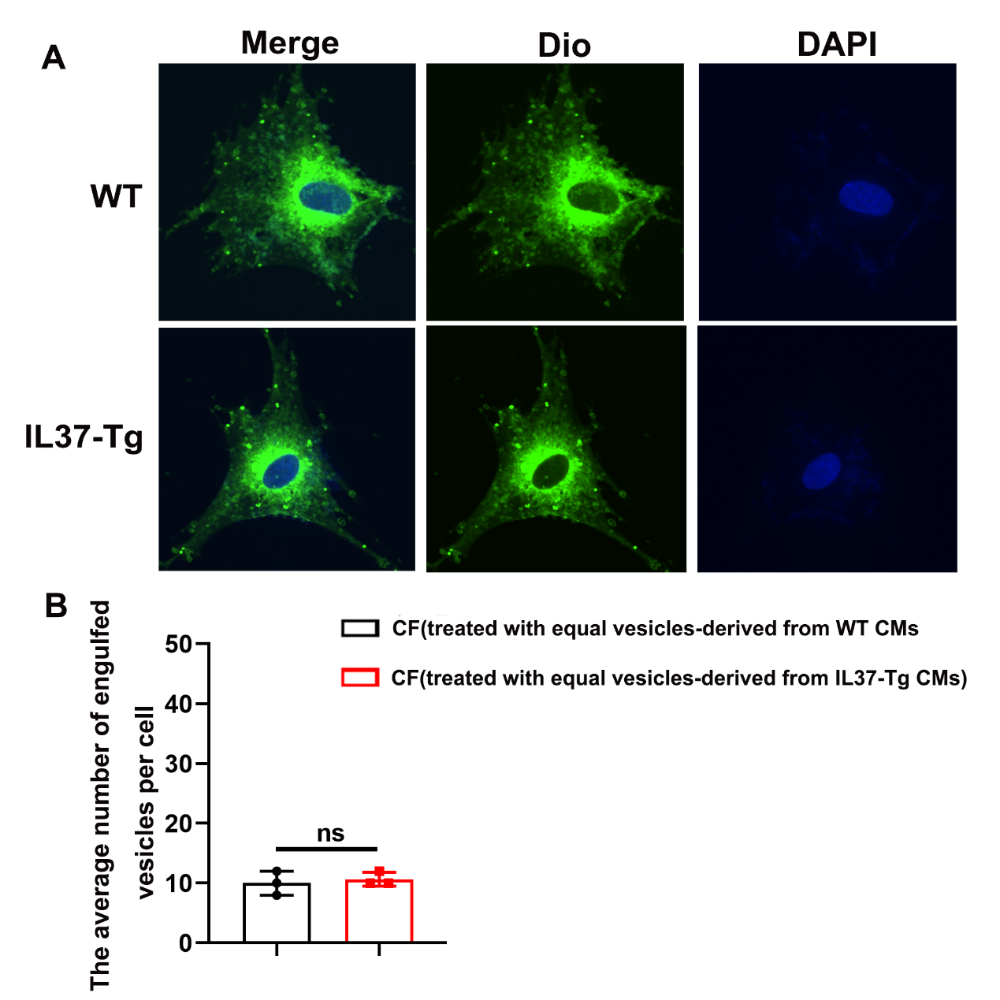 A
Merge
Dio
DAPI
WT
IL37-Tg
B
The average number of engulfed
vesicles per cell
CF(treated with equal vesicles-derived from WT CMs
CF(treated with equal vesicles-derived from IL37-Tg CMs)
50
40
30
20
10
0
ns